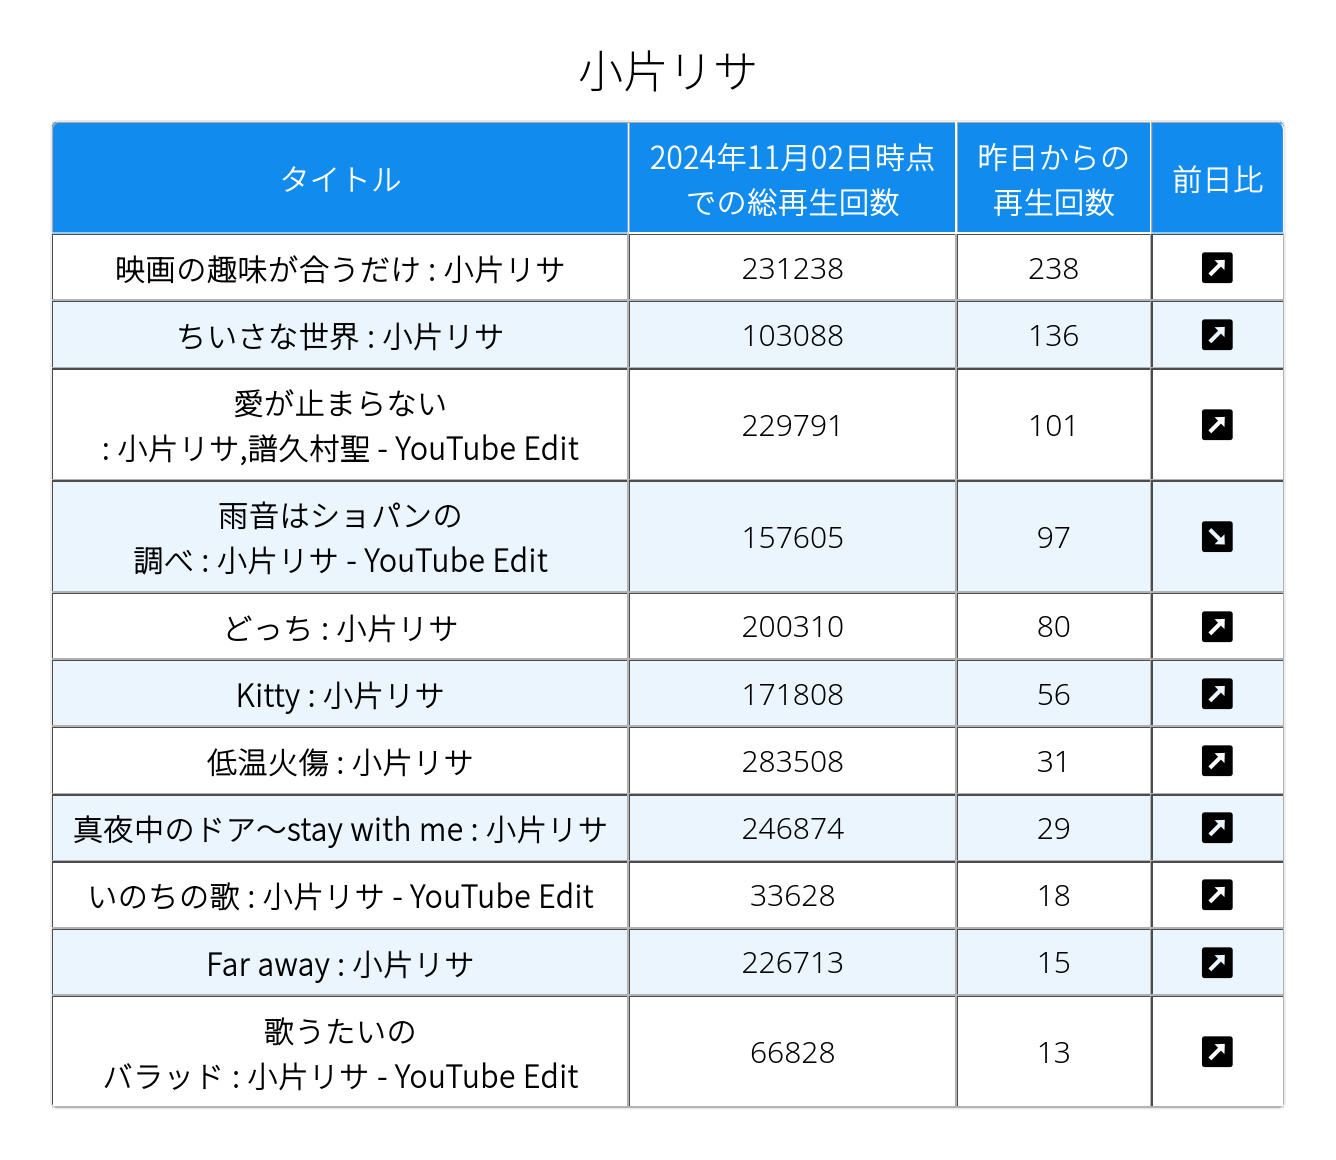 小片リサ
タイトル
2024年11月02日時点
での総再生回数
昨日からの
再生回数
前日比
映画の趣味が合うだけ : 小片リサ
231238
238
ちいさな世界 : 小片リサ
103088
136
愛が止まらない
: 小片リサ,譜久村聖 - YouTube Edit
229791
101
雨音はショパンの
調べ : 小片リサ - YouTube Edit
157605
97
どっち : 小片リサ
200310
80
Kitty : 小片リサ
171808
56
低温火傷 : 小片リサ
283508
31
真夜中のドア～stay with me : 小片リサ
246874
29
いのちの歌 : 小片リサ - YouTube Edit
33628
18
Far away : 小片リサ
226713
15
歌うたいの
バラッド : 小片リサ - YouTube Edit
66828
13